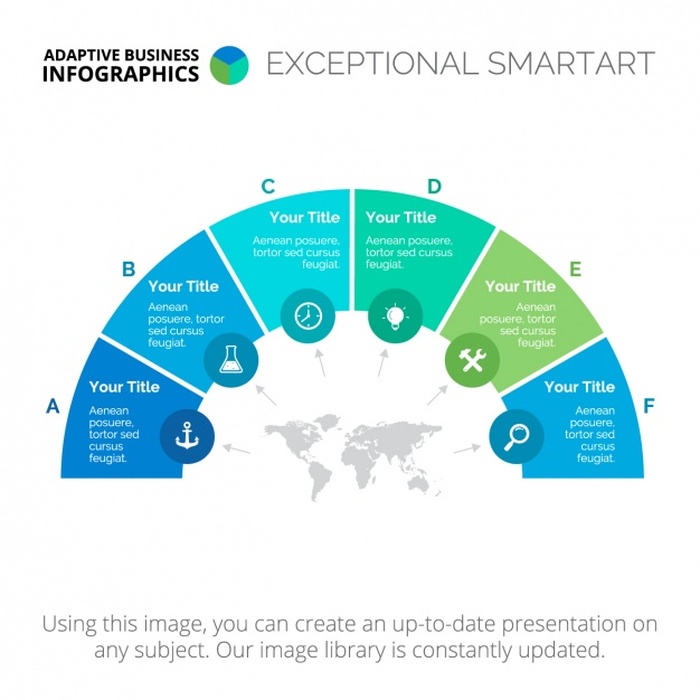 ADAPTIVE BUSINESS
INFOGRAPHICS
EXCEPTIONAL SMARTART
A
Your Title
Aenean
posuere,
tortor sed
cursus
feugiat.
B
Your Title
Aenean
posuere, tortor
sed cursus
feugiat.
C
Your Title
Aenean posuere,
tortor sed cursus
feugiat.
D
Your Title
Aenean posuere,
tortor sed cursus
feugiat.
E
Your Title
Aenean
posuere, tortor
sed cursus
feugiat.
F
Your Title
Aenean
posuere,
tortor sed
cursus
feugiat.
Using this image, you can create an up-to-date presentation on
any subject. Our image library is constantly updated.